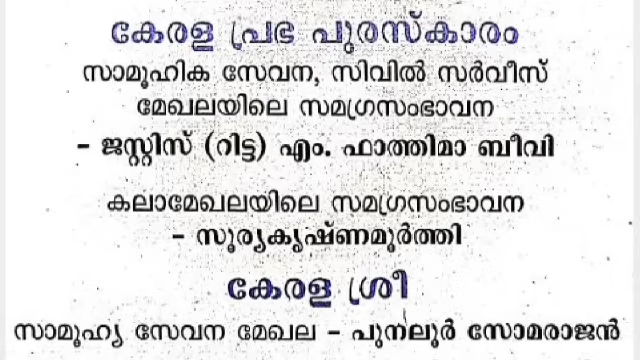 കേരള പ്രഭ പുരസ്കാരം
സാമൂഹിക സേവന, സിവിൽ സർവീസ്
മേഖലയിലെ സമഗ്രസംഭാവന
- ജസ്റ്റിസ് (റിട്ട) എം. ഫാത്തിമാ ബീവി
കലാമേഖലയിലെ സമഗ്രസംഭാവന
- സൂര്യകൃഷ്ണമൂർത്തി
കേരള ശ്രീ
സാമൂഹ്യ സേവന മേഖല - പുനലൂർ സോമരാജൻ